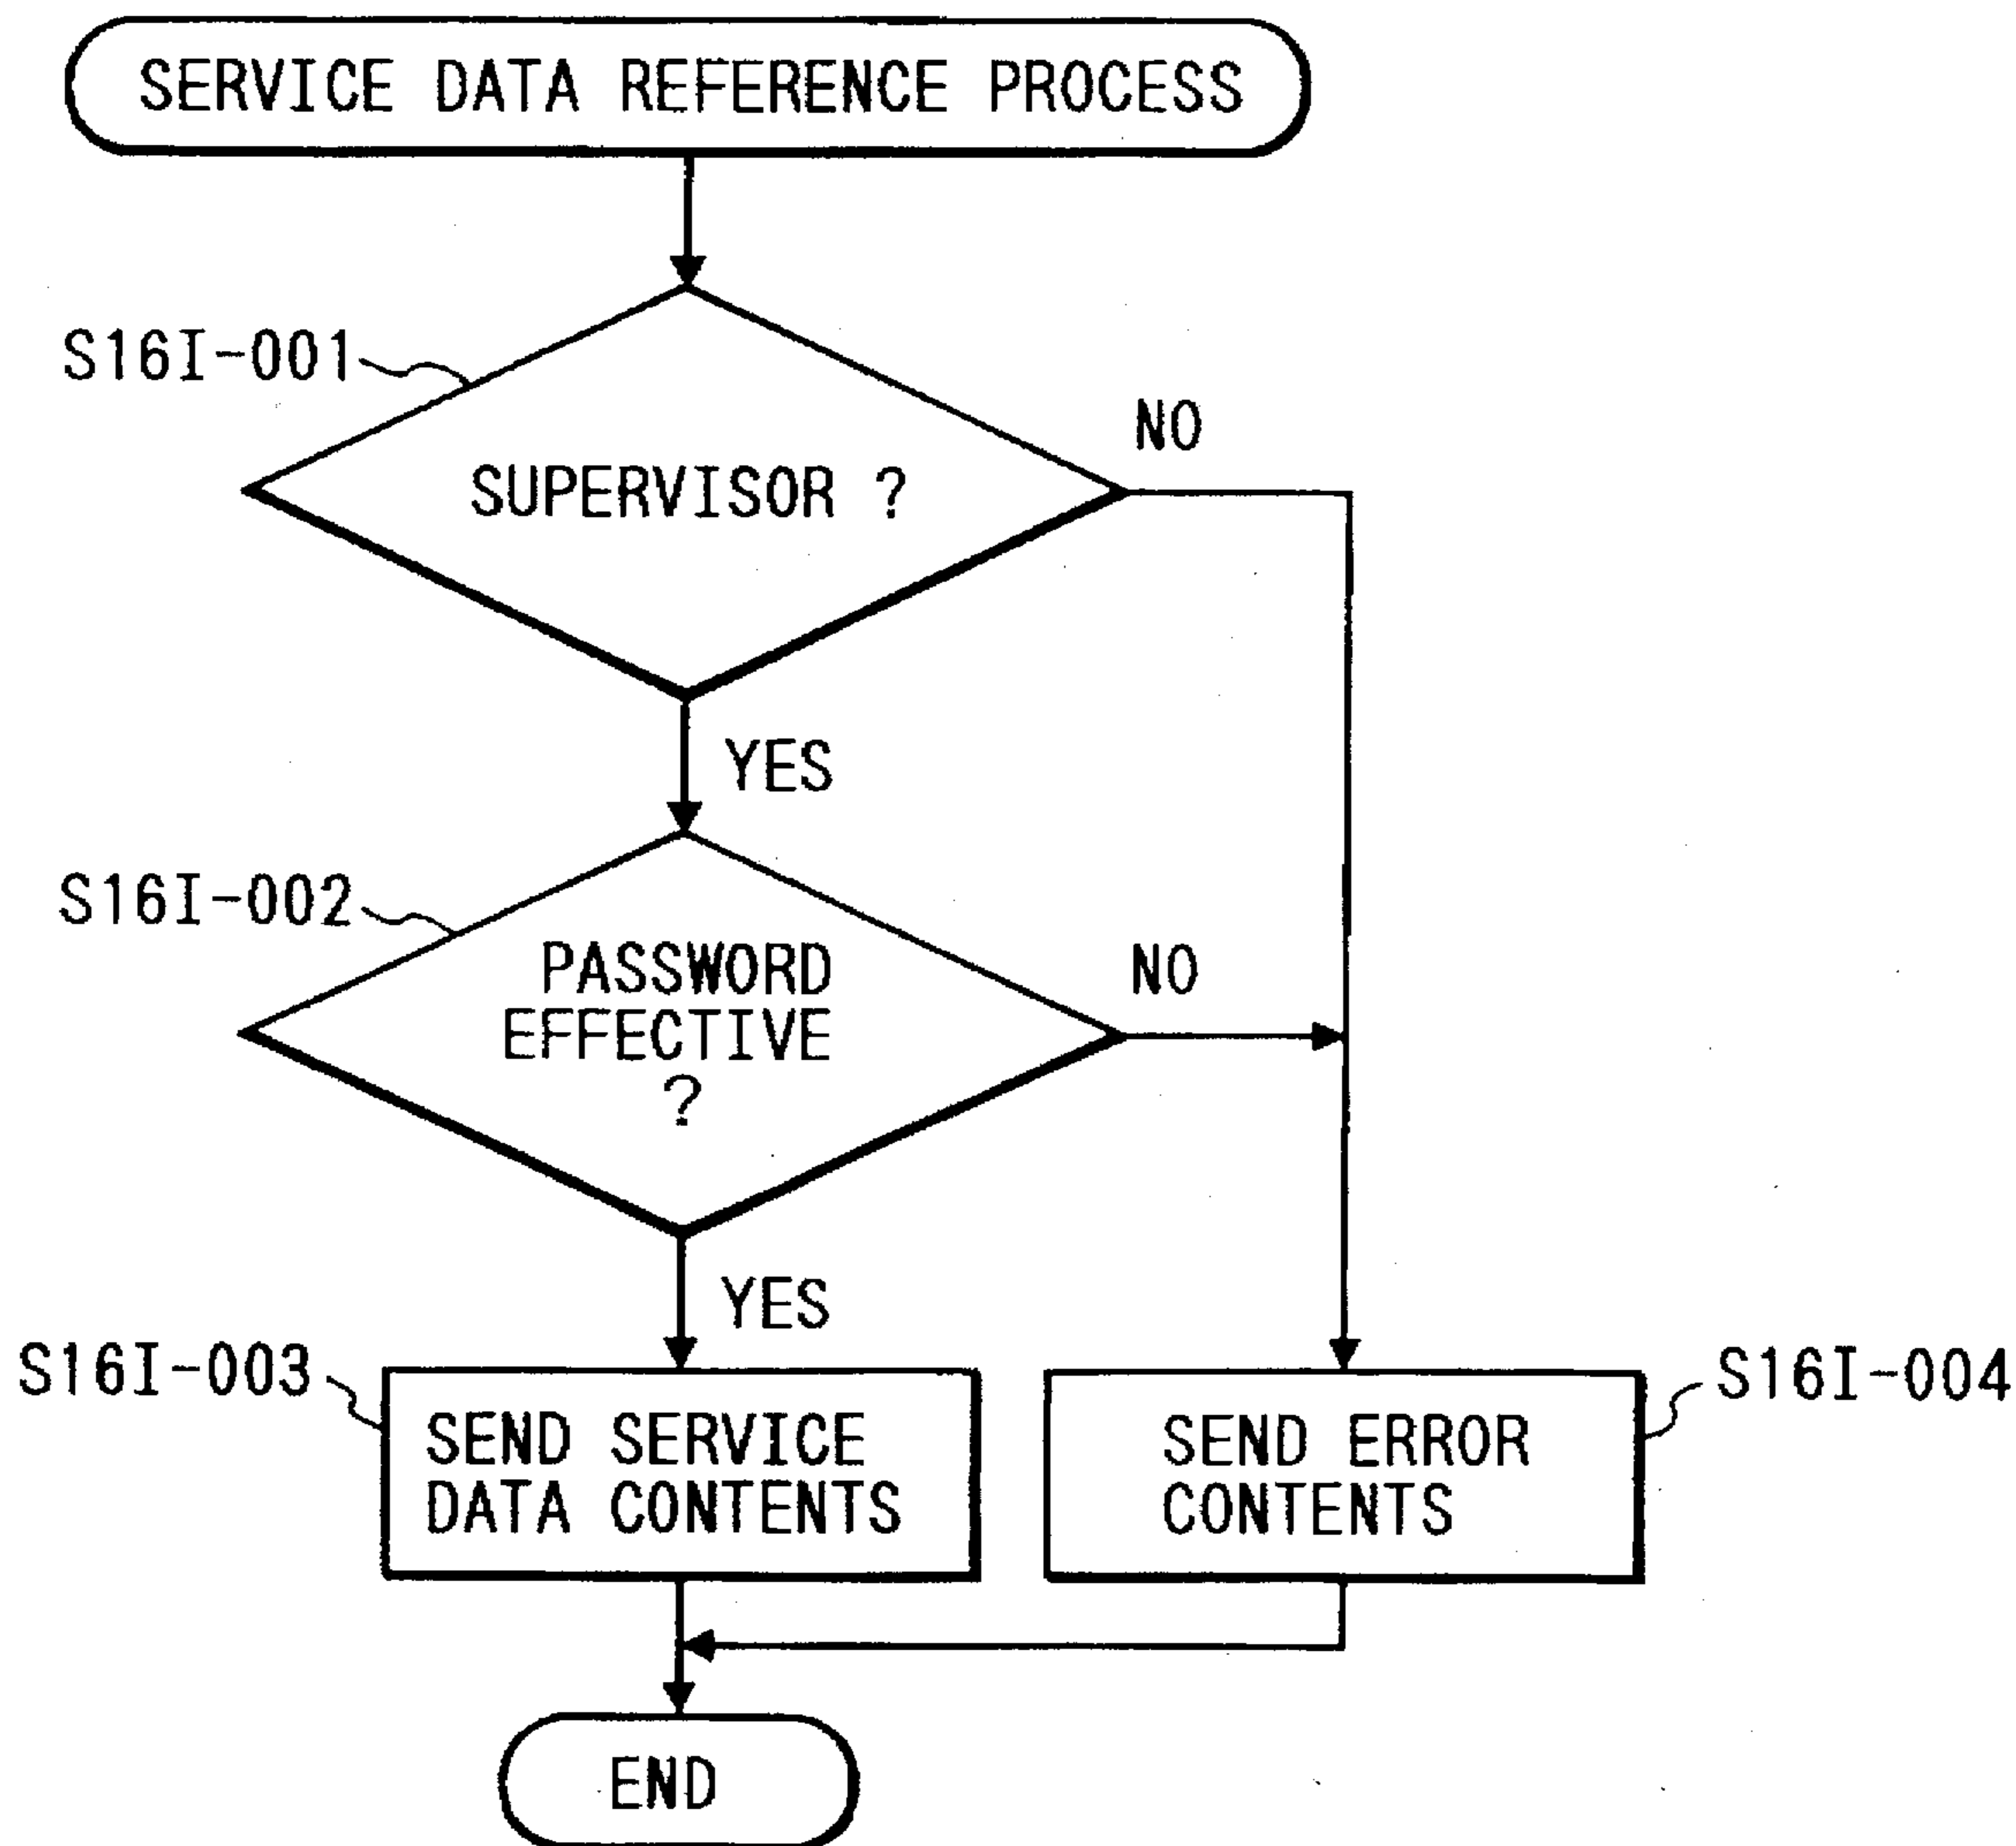 SERVICE DATA REFERENCE PROCESS
S16I-001
NO
SUPERVISOR ?
YES
S16I-002
PASSWORD
EFFECTIVE
?
NO
YES
S16I-003
SEND SERVICE
DATA CONTENTS
SEND ERROR
CONTENTS
S16I-004
END